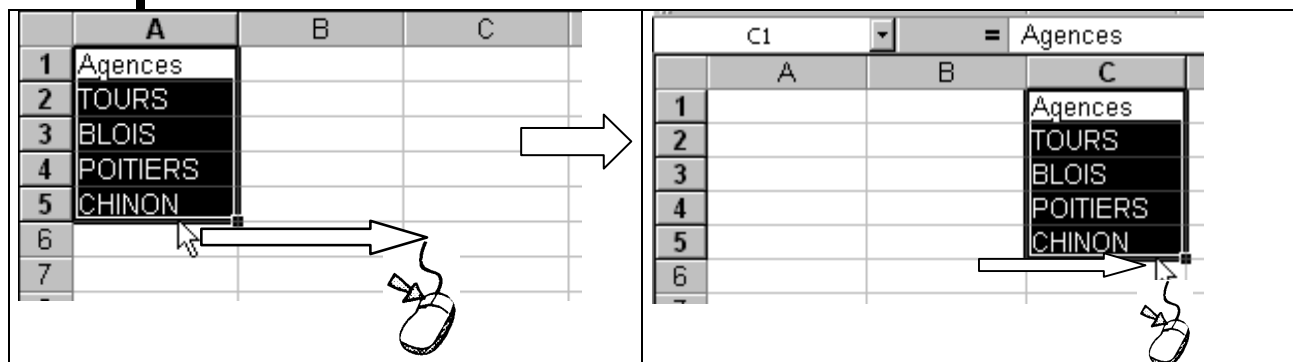 A B C
1 Agences
2 TOURS
3 BLOIS
4 POITIERS
5 CHINON
6
7
C1 = Agences
A B C
1 Agences
2 TOURS
3 BLOIS
4 POITIERS
5 CHINON
6